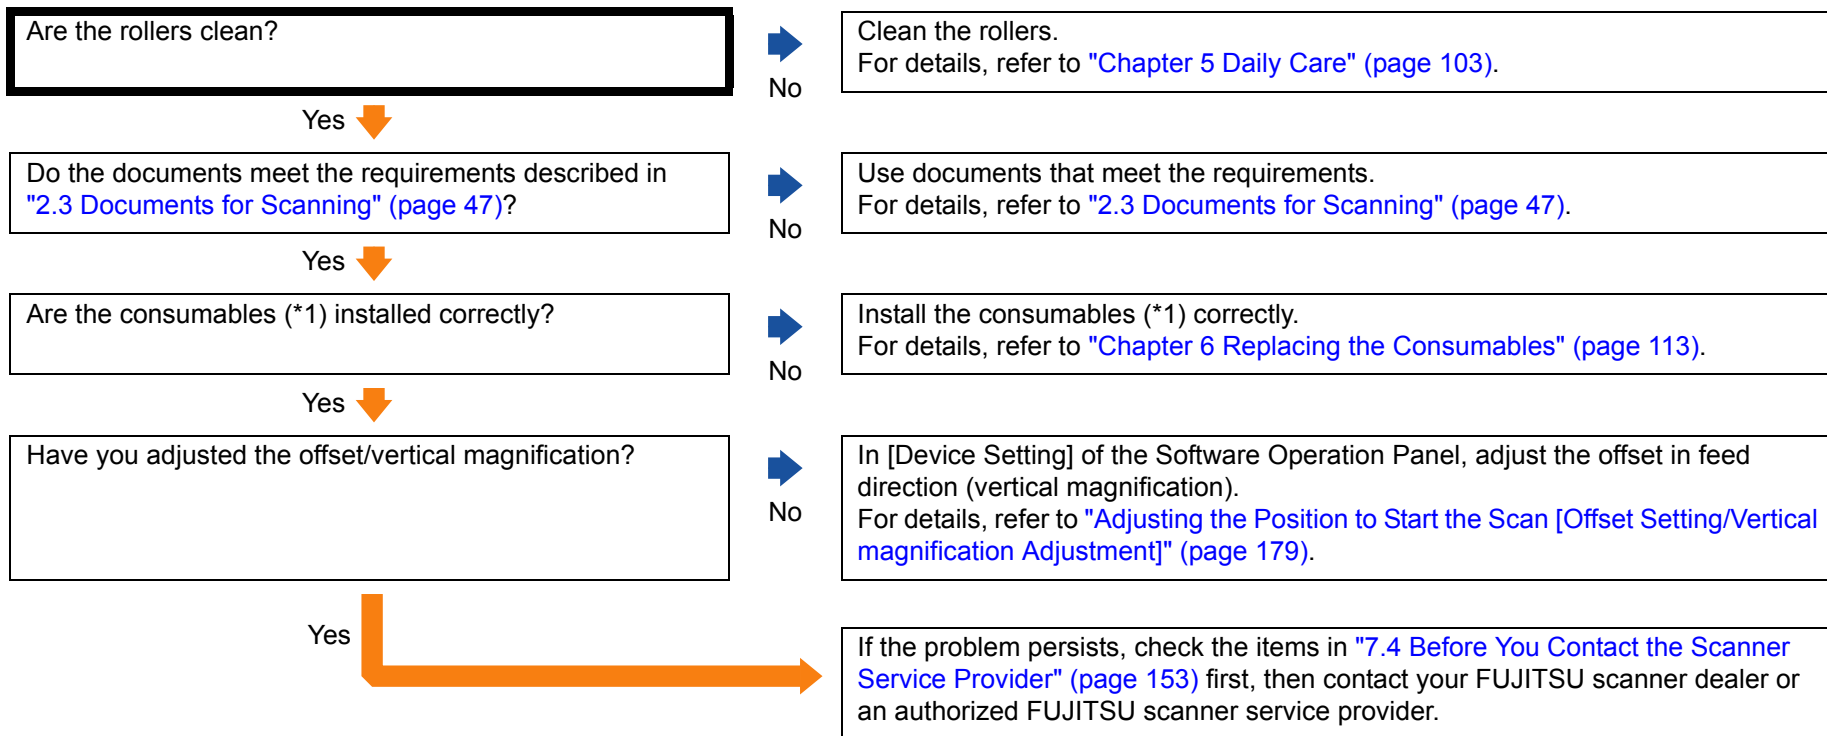 Are the rollers clean?
No
Clean the rollers.
For details, refer to "Chapter 5 Daily Care" (page 103).
Yes
Do the documents meet the requirements described in
"2.3 Documents for Scanning" (page 47)?
No
Use documents that meet the requirements.
For details, refer to "2.3 Documents for Scanning" (page 47).
Yes
Are the consumables (*1) installed correctly?
No
Install the consumables (*1) correctly.
For details, refer to "Chapter 6 Replacing the Consumables" (page 113).
Yes
Have you adjusted the offset/vertical magnification?
No
In [Device Setting] of the Software Operation Panel, adjust the offset in feed
direction (vertical magnification).
For details, refer to "Adjusting the Position to Start the Scan [Offset Setting/Vertical
magnification Adjustment]" (page 179).
Yes
If the problem persists, check the items in "7.4 Before You Contact the Scanner
Service Provider" (page 153) first, then contact your FUJITSU scanner dealer or
an authorized FUJITSU scanner service provider.